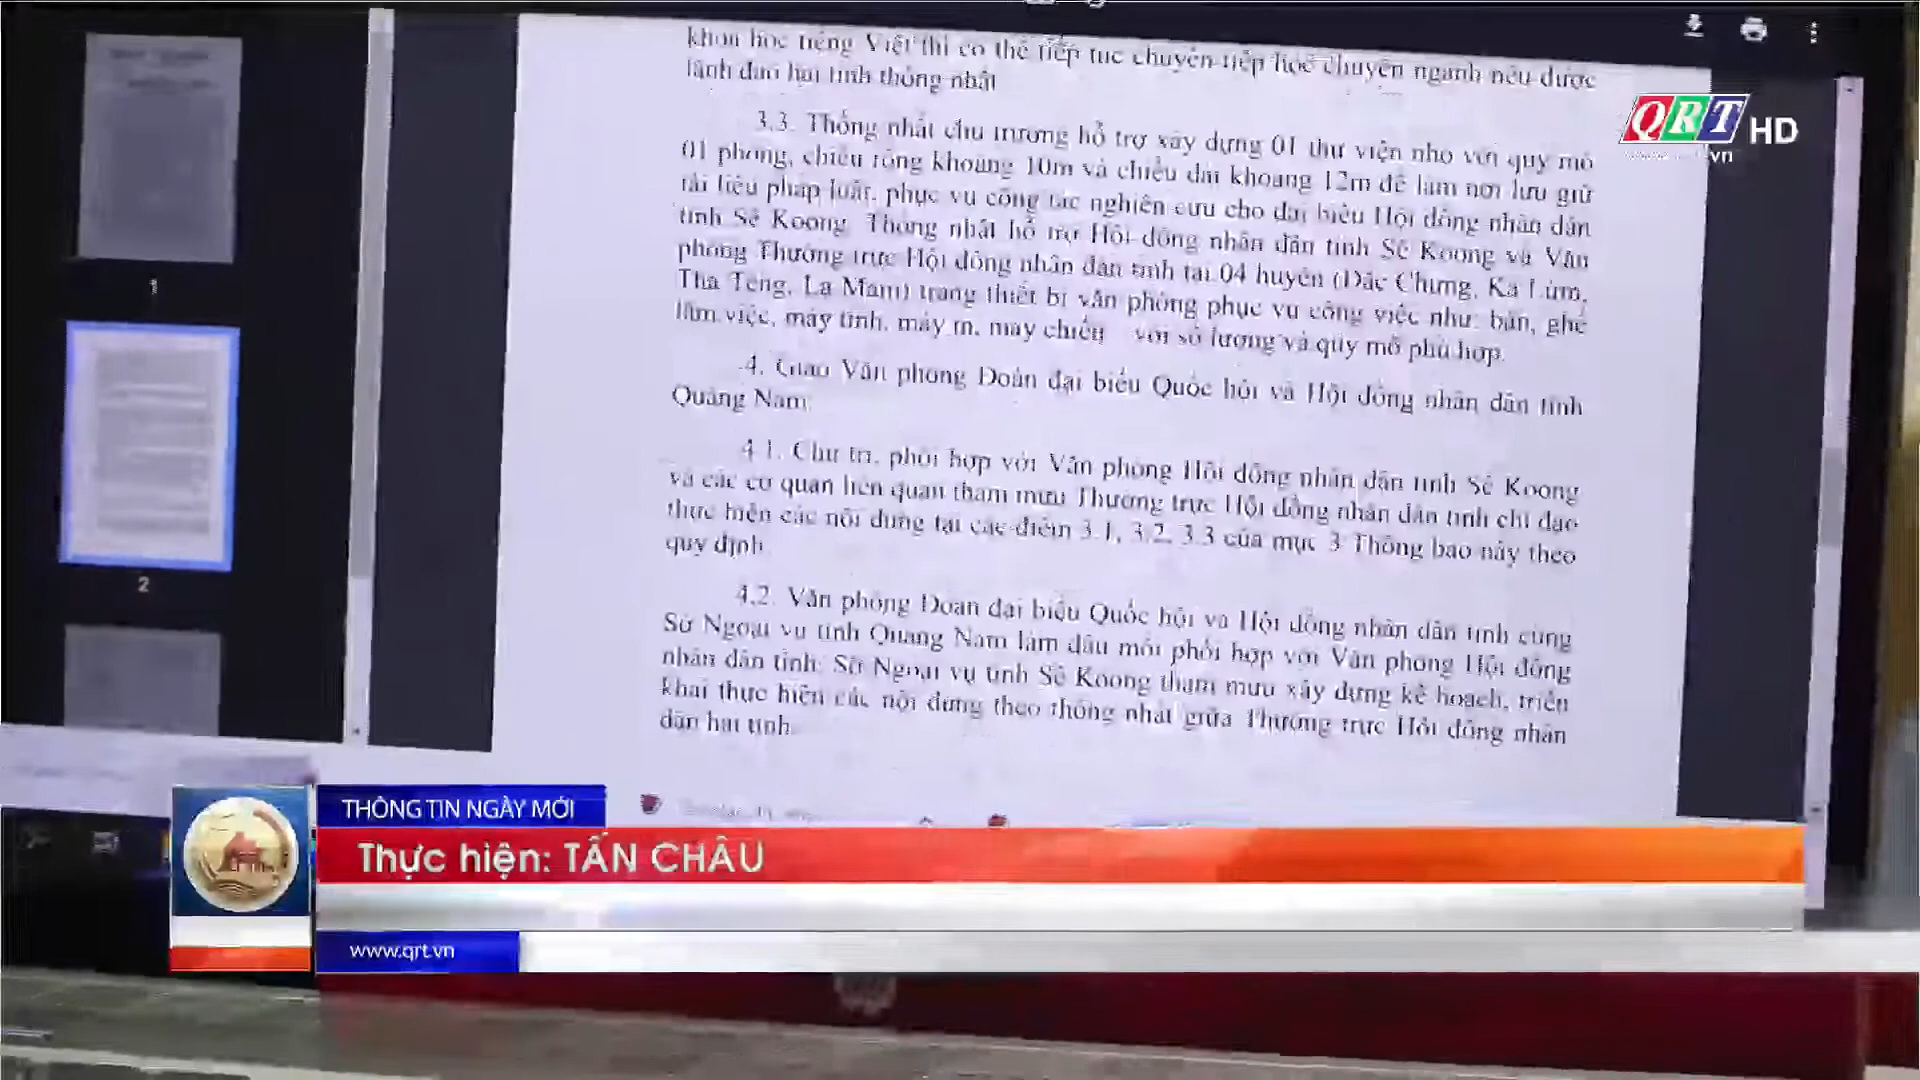 khóa học tiếng Việt thì có thể tiếp tục chuyển tiếp học chuyên ngành nếu được
lãnh đạo hai tỉnh thống nhất
3.3. Thống nhất chủ trương hỗ trợ xây dựng 01 thư viện nhỏ với quy mô
01 phòng, chiều rộng khoảng 10m và chiều dài khoảng 12m để làm nơi lưu giữ
tài liệu pháp luật, phục vụ công tác nghiên cứu cho đại biểu Hội đồng nhân dân
tỉnh Sê Koong. Thống nhất hỗ trợ Hội đồng nhân dân tỉnh Sê Koong và Văn
phòng Thường trực Hội đồng nhân dân tỉnh tại 04 huyện (Đắc Chưng, Kà Lừm,
Thà Teng, Lạ Mam) trang thiết bị văn phòng phục vụ công việc như: bàn, ghế
làm việc, máy tính, máy in, máy chiếu với số lượng và quy mô phù hợp.
4. Giao Văn phòng Đoàn đại biểu Quốc hội và Hội đồng nhân dân tỉnh
Quảng Nam
4.1. Chủ trì, phối hợp với Văn phòng Hội đồng nhân dân tỉnh Sê Koong
và các cơ quan liên quan tham mưu Thường trực Hội đồng nhân dân tỉnh chỉ đạo
thực hiện các nội dung tại các điểm 3.1, 3.2, 3.3 của mục 3 Thông báo này theo
quy định
4.2. Văn phòng Đoàn đại biểu Quốc hội và Hội đồng nhân dân tỉnh cùng
Sở Ngoại vụ tỉnh Quảng Nam làm đầu mối phối hợp với Văn phòng Hội đồng
nhân dân tỉnh, Sở Ngoại vụ tỉnh Sê Koong tham mưu xây dựng kế hoạch, triển
khai thực hiện các nội dung theo thống nhất giữa Thường trực Hội đồng nhân
dân hai tỉnh.
1
2
QRT HD
THÔNG TIN NGÀY MỚI
Thực hiện: TẤN CHÂU
www.qrt.vn